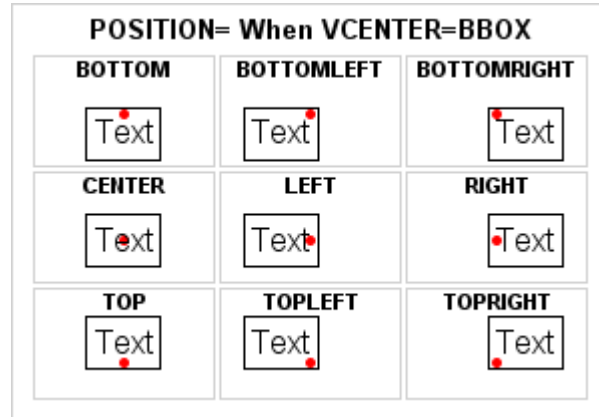 POSITION= When VCENTER=BBOX
BOTTOM BOTTOMLEFT BOTTOMRIGHT
Text Text Text
CENTER LEFT RIGHT
Text Text Text
TOP TOPLEFT TOPRIGHT
Text Text Text